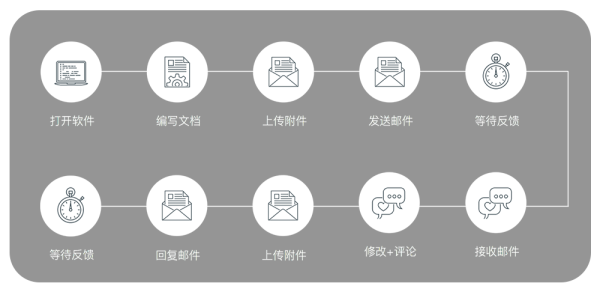 打开软件
编写文档
上传附件
发送邮件
等待反馈
等待反馈
回复邮件
上传附件
修改+评论
接收邮件